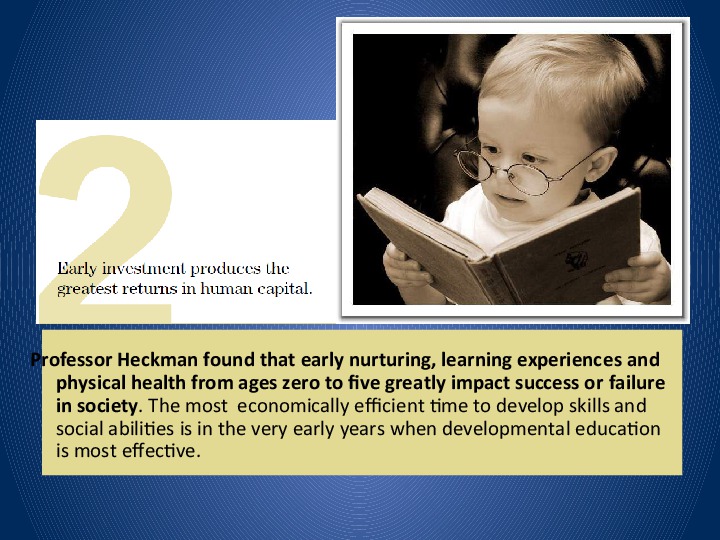 2
Early investment produces the
greatest returns in human capital.
Professor Heckman found that early nurturing, learning experiences and
physical health from ages zero to five greatly impact success or failure
in society. The most  economically efficient time to develop skills and
social abilities is in the very early years when developmental education
is most effective.